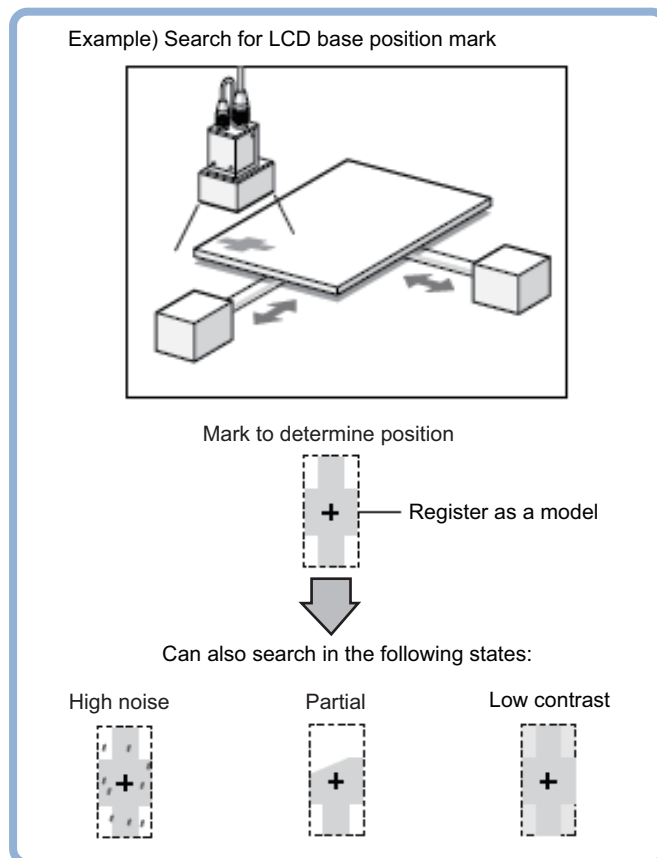 Example) Search for LCD base position mark
Mark to determine position
Register as a model
Can also search in the following states:
High noise
Partial
Low contrast